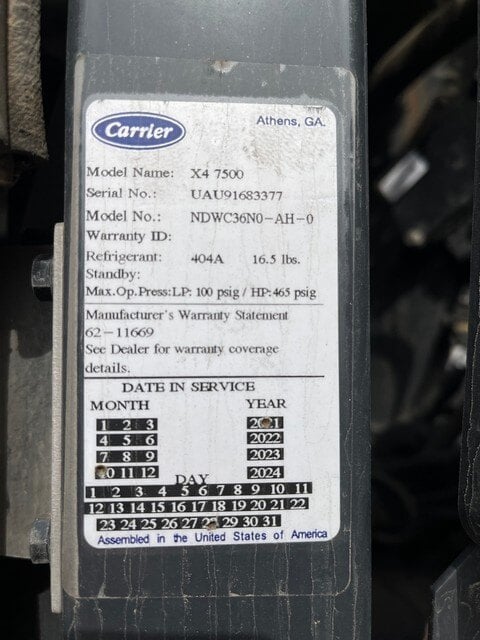 Carrier
Athens, GA.
Model Name: X4 7500
Serial No.: UAU91683377
Model No.: NDWC36N0-AH-0
Warranty ID:
Refrigerant: 404A 16.5 lbs.
Standby:
Max.Op.Press:LP: 100 psig / HP:465 psig
Manufacturer's Warranty Statement
62-11669
See Dealer for warranty coverage
details.
DATE IN SERVICE
MONTH YEAR
1 2 3 2021
4 5 6 2022
7 8 9 2023
10 11 12 2024
DAY
1 2 3 4 5 6 7 8 9 10 11
12 13 14 15 16 17 18 19 20 21 22
23 24 25 26 27 28 29 30 31
Assembled in the United States of America